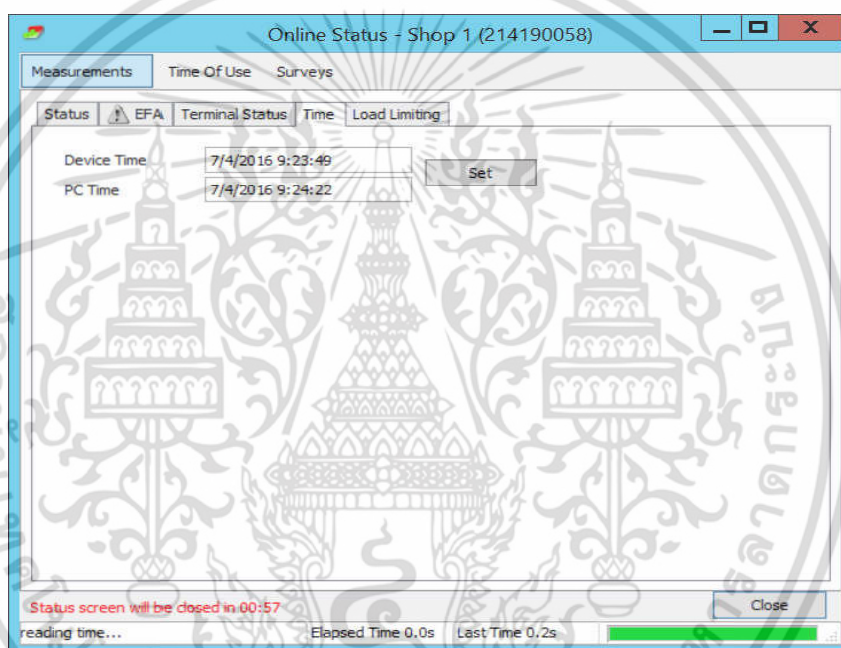 Online Status - Shop 1 (214190058)
Measurements Time Of Use Surveys
Status EFA Terminal Status Time Load Limiting
Device Time 7/4/2016 9:23:49 Set
PC Time 7/4/2016 9:24:22
Status screen will be closed in 00:57 Close
reading time... Elapsed Time 0.0s Last Time 0.2s